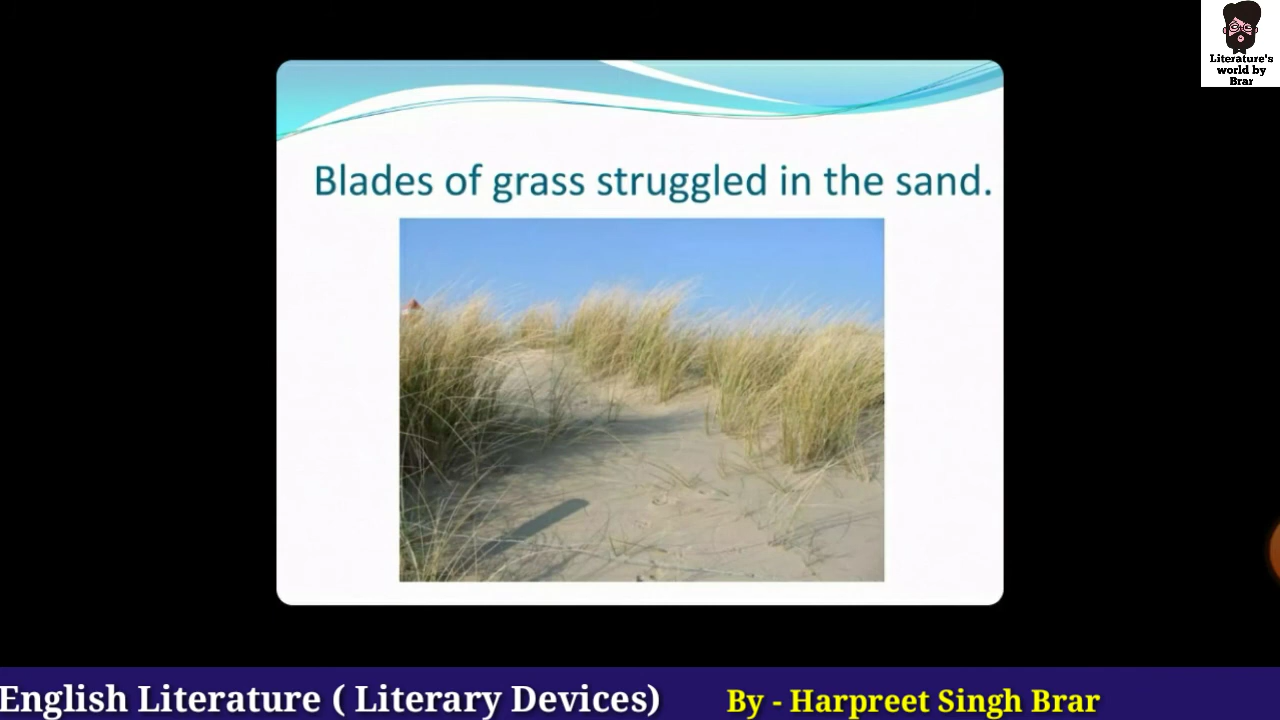 Literature's
world by
Brar
Blades of grass struggled in the sand.
English Literature ( Literary Devices)
By - Harpreet Singh Brar